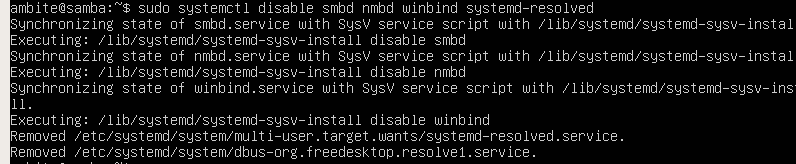 ambite@samba:~$ sudo systemctl disable smbd nmbd winbind systemd-resolved
Synchronizing state of smbd.service with SysV service script with /lib/systemd/systemd-sysv-instal
Executing: /lib/systemd/systemd-sysv-install disable smbd
Synchronizing state of nmbd.service with SysV service script with /lib/systemd/systemd-sysv-instal
Executing: /lib/systemd/systemd-sysv-install disable nmbd
Synchronizing state of winbind.service with SysV service script with /lib/systemd/systemd-sysv-inst
ll.
Executing: /lib/systemd/systemd-sysv-install disable winbind
Removed /etc/systemd/system/multi-user.target.wants/systemd-resolved.service.
Removed /etc/systemd/system/dbus-org.freedesktop.resolve1.service.